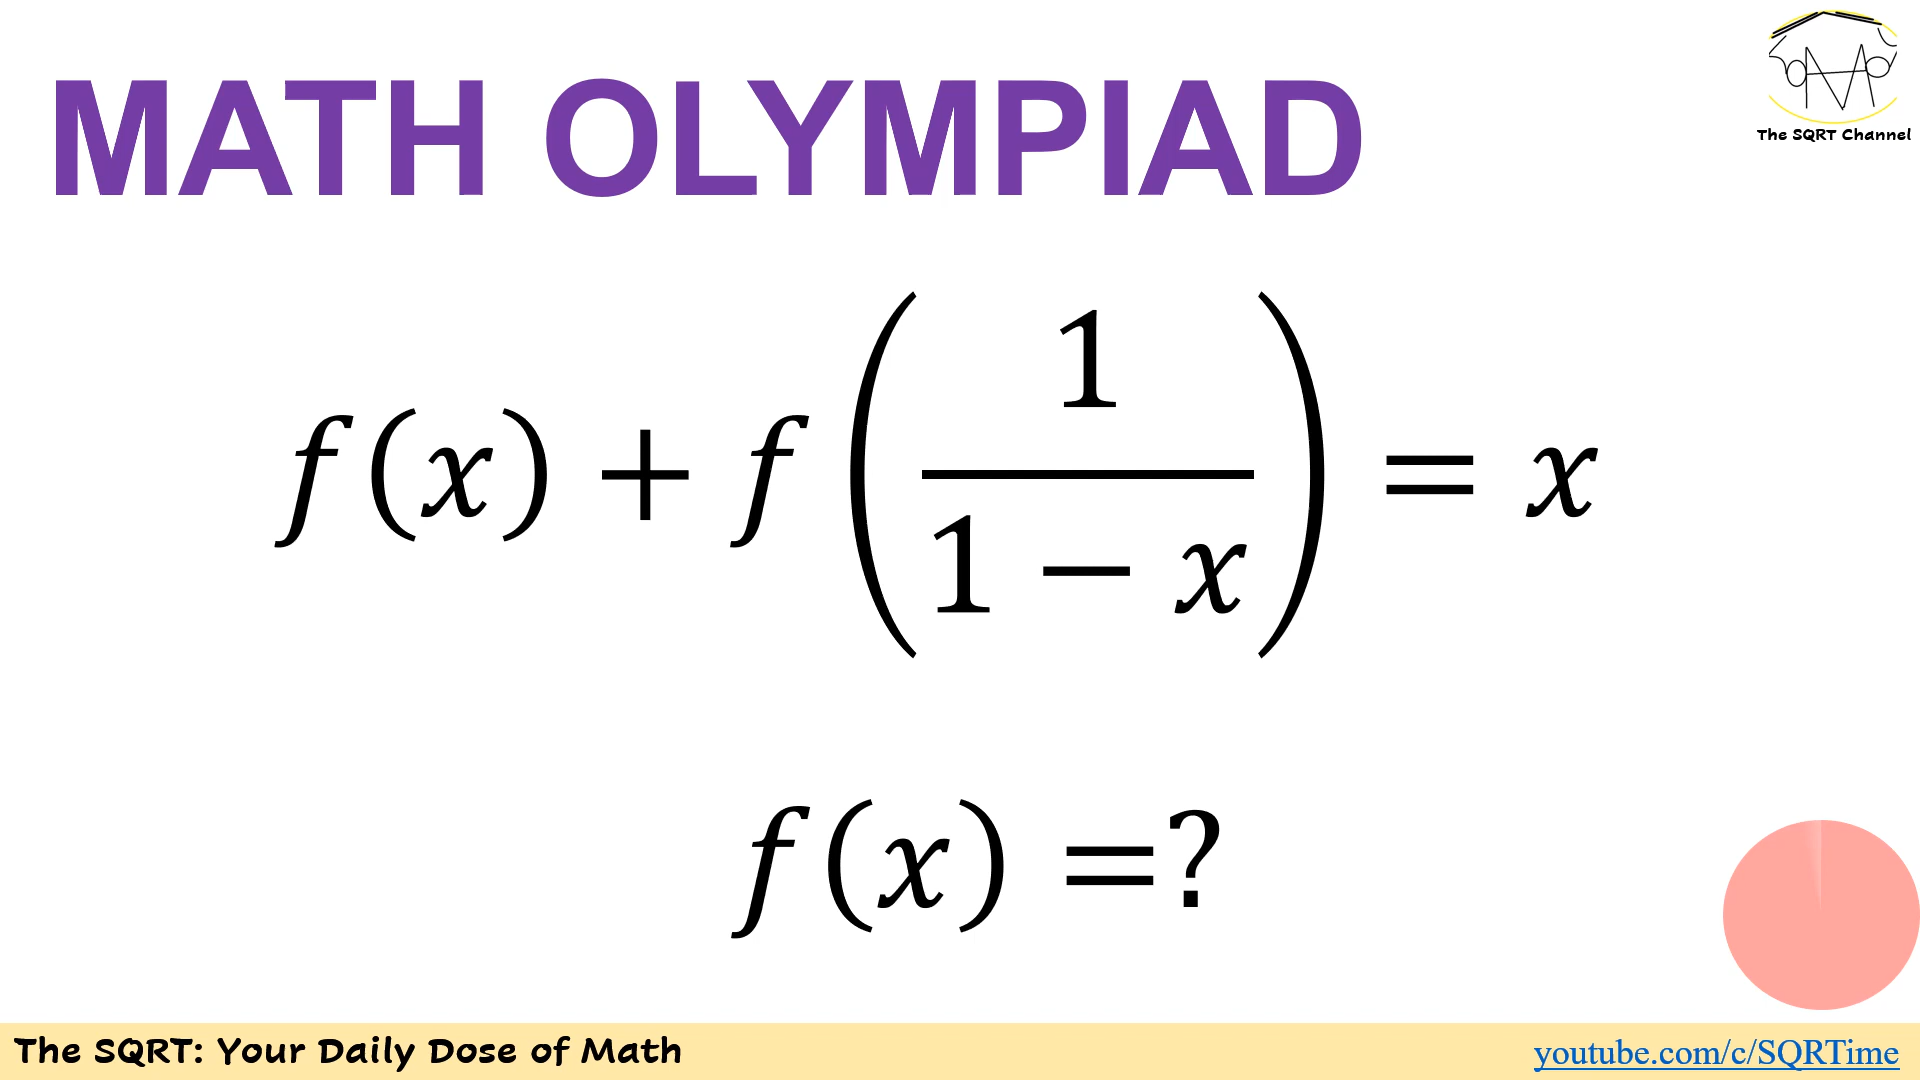 MATH OLYMPIAD
The SQRT Channel
f(x) + f(1/(1 − x)) = x
f(x) =?
The SQRT: Your Daily Dose of Math
youtube.com/c/SQRTime